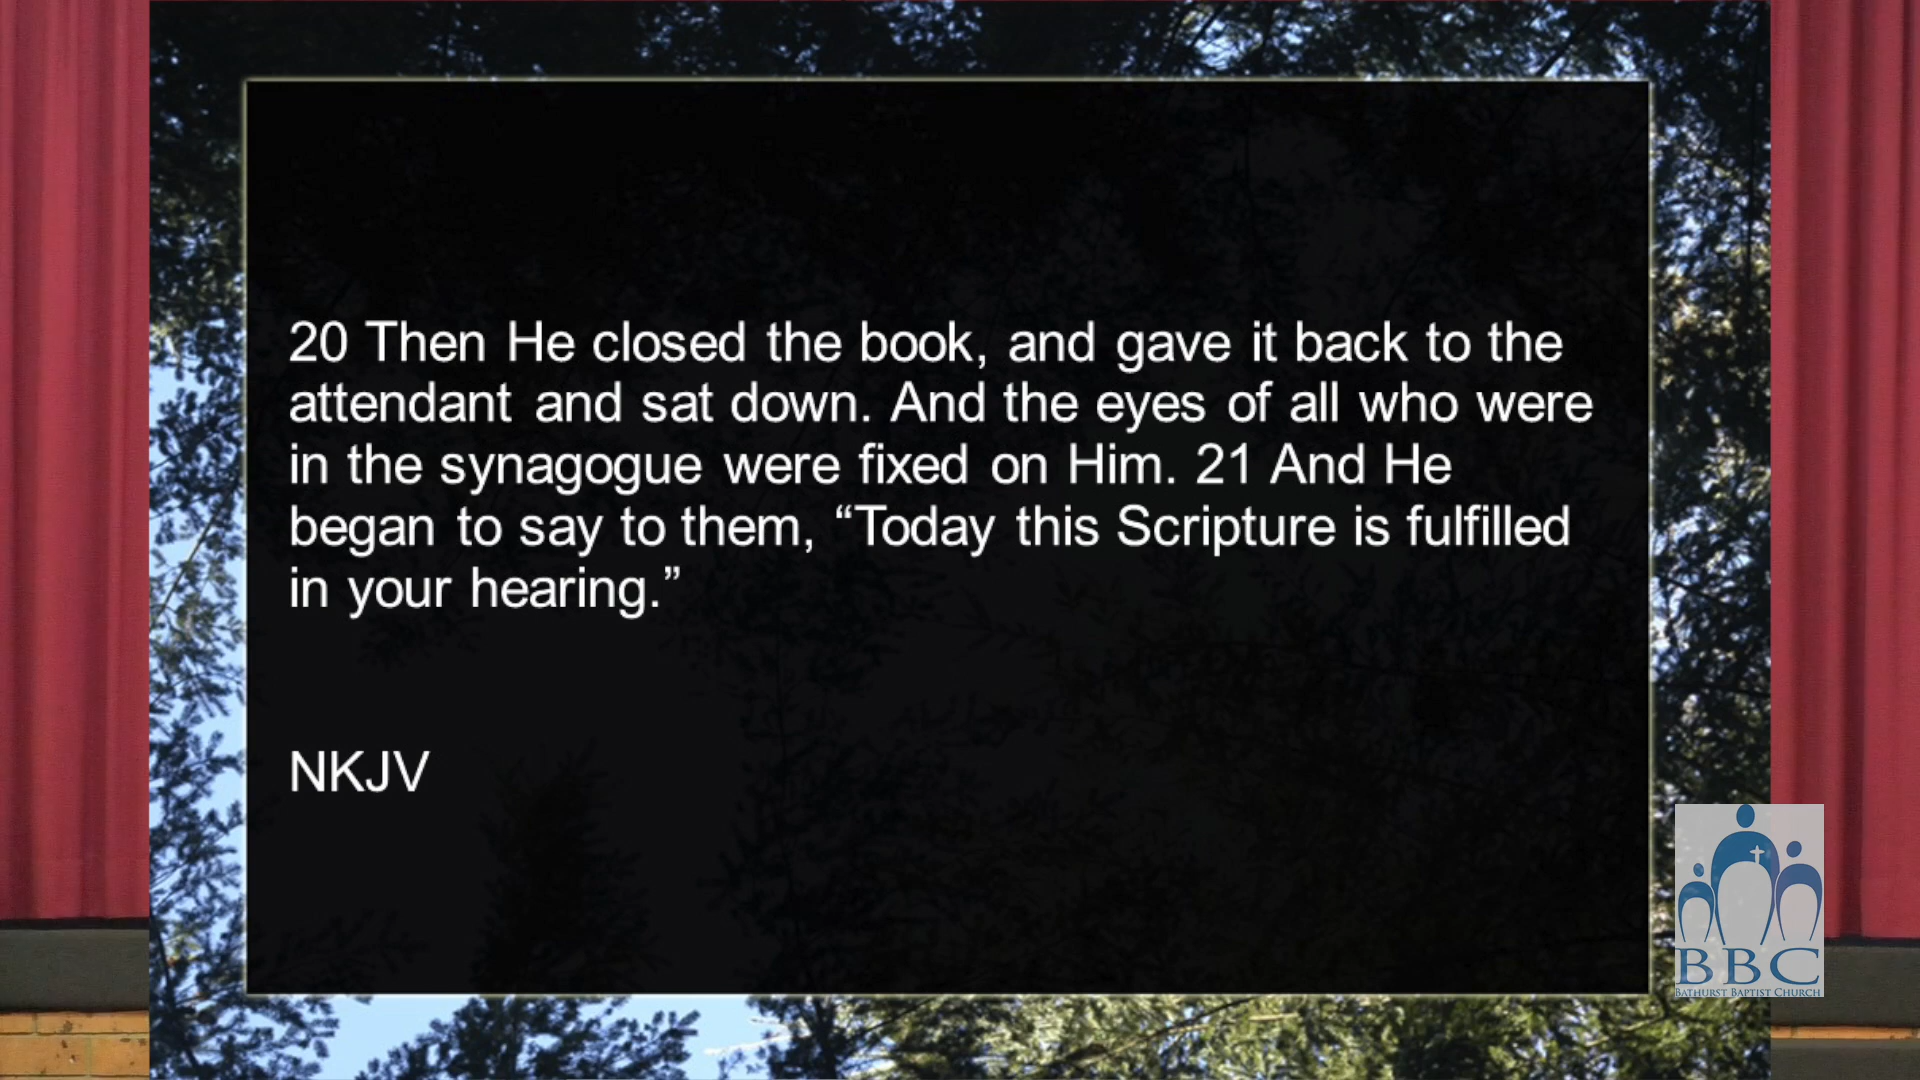 20 Then He closed the book, and gave it back to the
attendant and sat down. And the eyes of all who were
in the synagogue were fixed on Him. 21 And He
began to say to them, “Today this Scripture is fulfilled
in your hearing.”
NKJV
BBC
BATHURST BAPTIST CHURCH